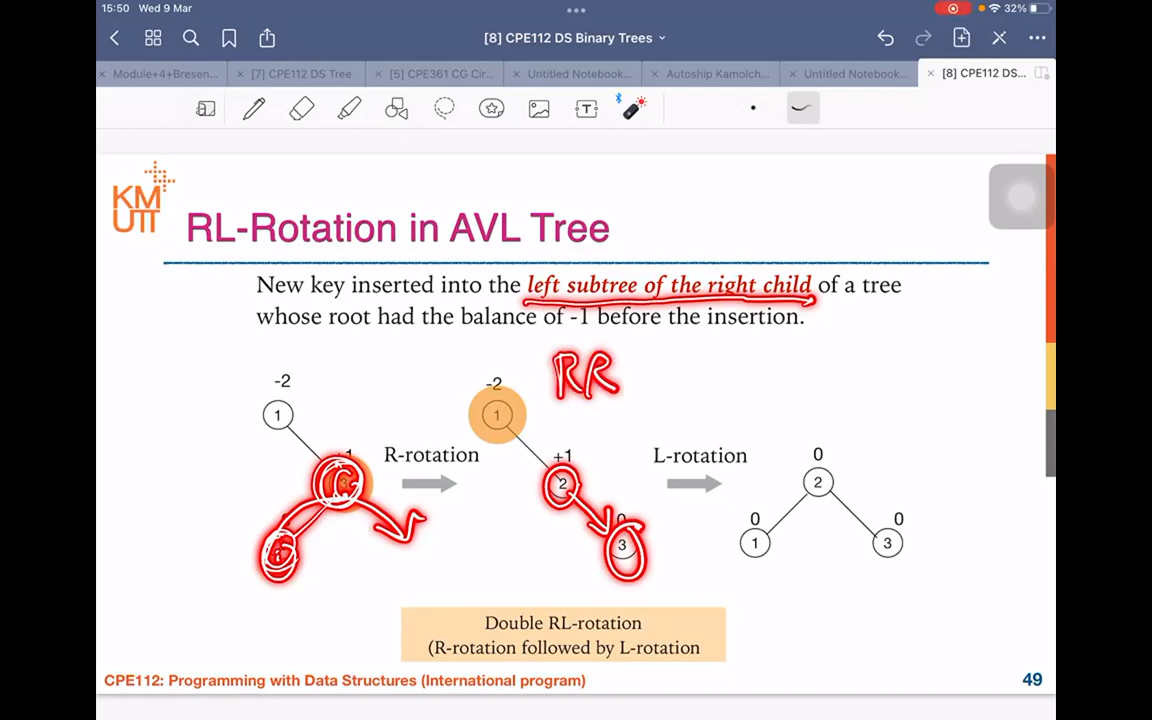 15:50 Wed 9 Mar
32%
[8] CPE112 DS Binary Trees
Module+4+Bresen...
[7] CPE112 DS Tree
[5] CPE361 CG Cir...
Untitled Notebook...
Autoship Kamolch...
Untitled Notebook...
[8] CPE112 DS...
KM
UTT
RL-Rotation in AVL Tree
New key inserted into the left subtree of the right child of a tree
whose root had the balance of -1 before the insertion.
RR
-2
1
R-rotation
-2
1
+1
2
3
L-rotation
0
2
0
1
0
3
Double RL-rotation
(R-rotation followed by L-rotation
CPE112: Programming with Data Structures (International program)
49